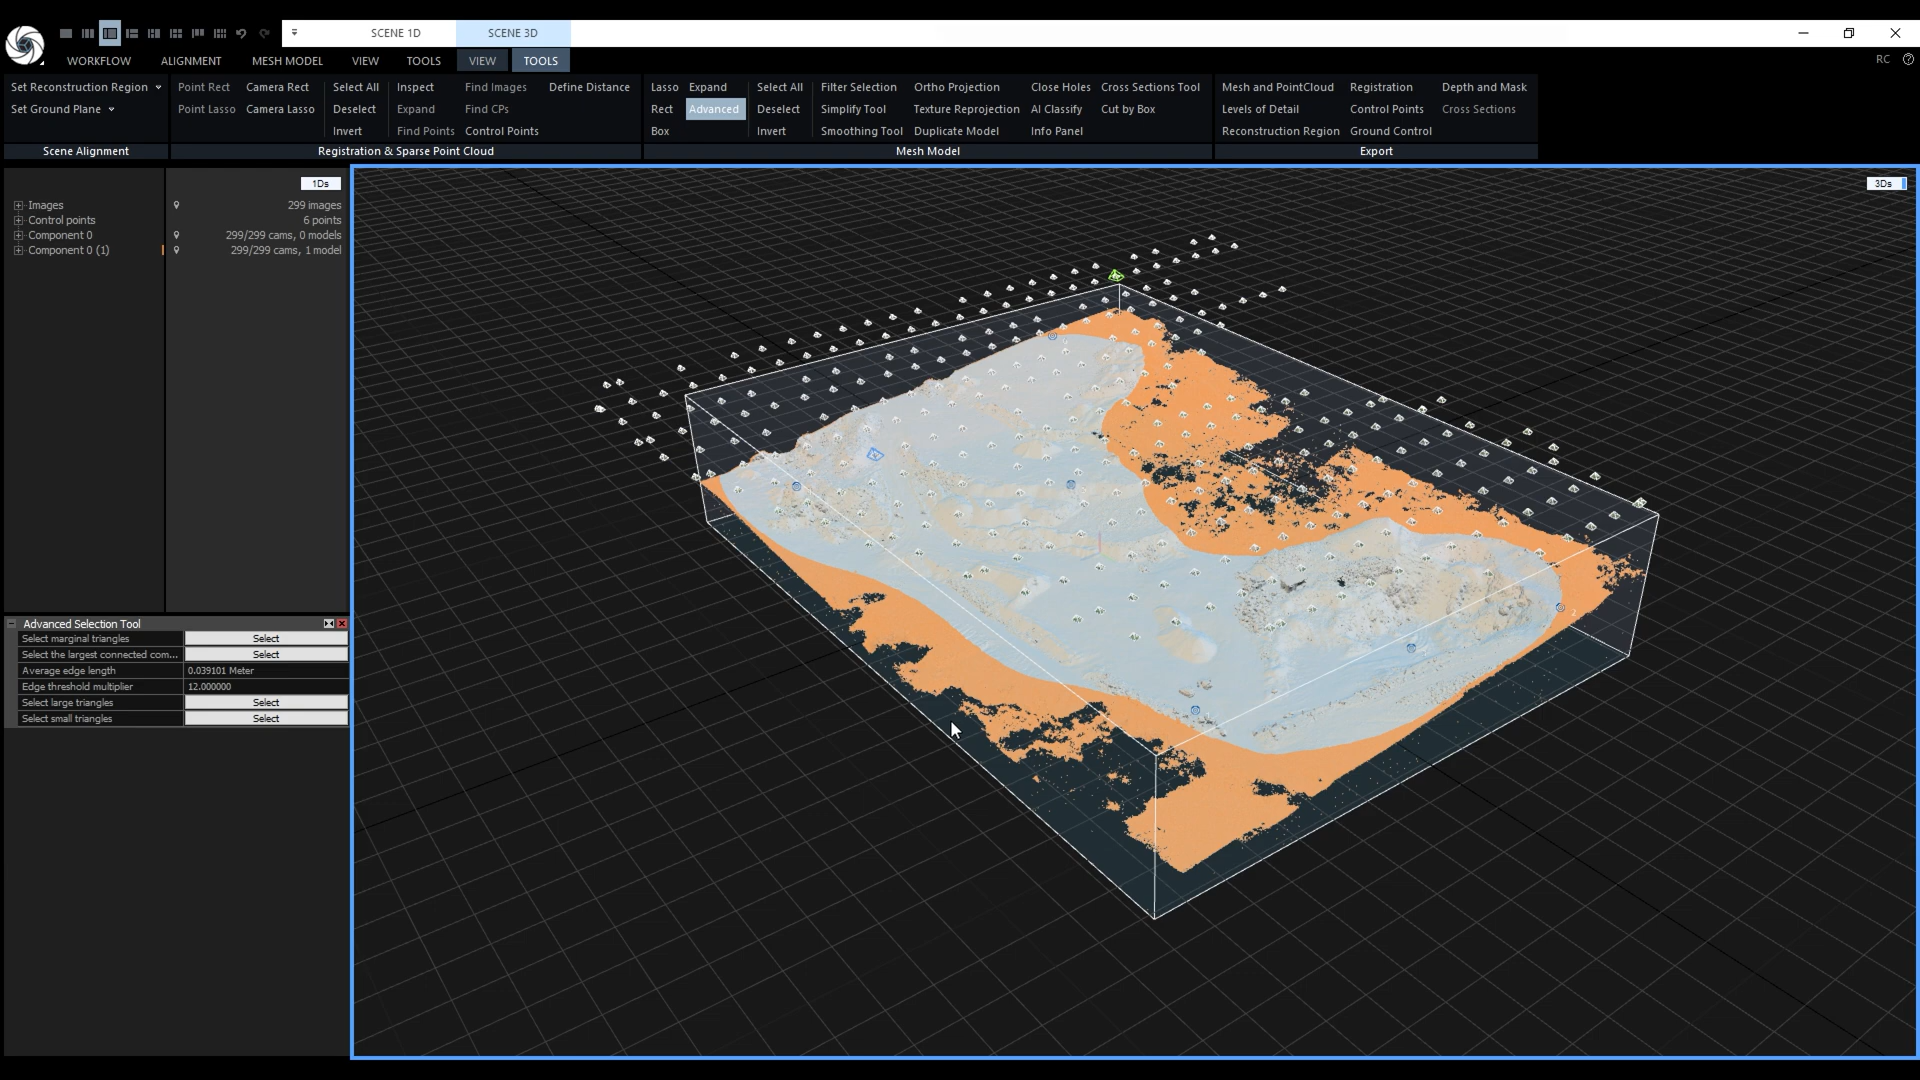 SCENE 1D SCENE 3D
WORKFLOW ALIGNMENT MESH MODEL VIEW TOOLS VIEW TOOLS RC
Set Reconstruction Region Point Rect Camera Rect Select All Inspect Find Images Define Distance Lasso Expand Select All Filter Selection Ortho Projection Close Holes Cross Sections Tool Mesh and PointCloud Registration Depth and Mask
Set Ground Plane Point Lasso Camera Lasso Deselect Expand Find CPs Rect Advanced Deselect Simplify Tool Texture Reprojection AI Classify Cut by Box Levels of Detail Control Points Cross Sections
Invert Find Points Control Points Box Invert Smoothing Tool Duplicate Model Info Panel Reconstruction Region Ground Control
Scene Alignment Registration & Sparse Point Cloud Mesh Model Export
1Ds 3Ds
Images 299 images
Control points 6 points
Component 0 299/299 cams, 0 models
Component 0 (1) 299/299 cams, 1 model
Advanced Selection Tool
Select marginal triangles Select
Select the largest connected com... Select
Average edge length 0.039101 Meter
Edge threshold multiplier 12.000000
Select large triangles Select
Select small triangles Select